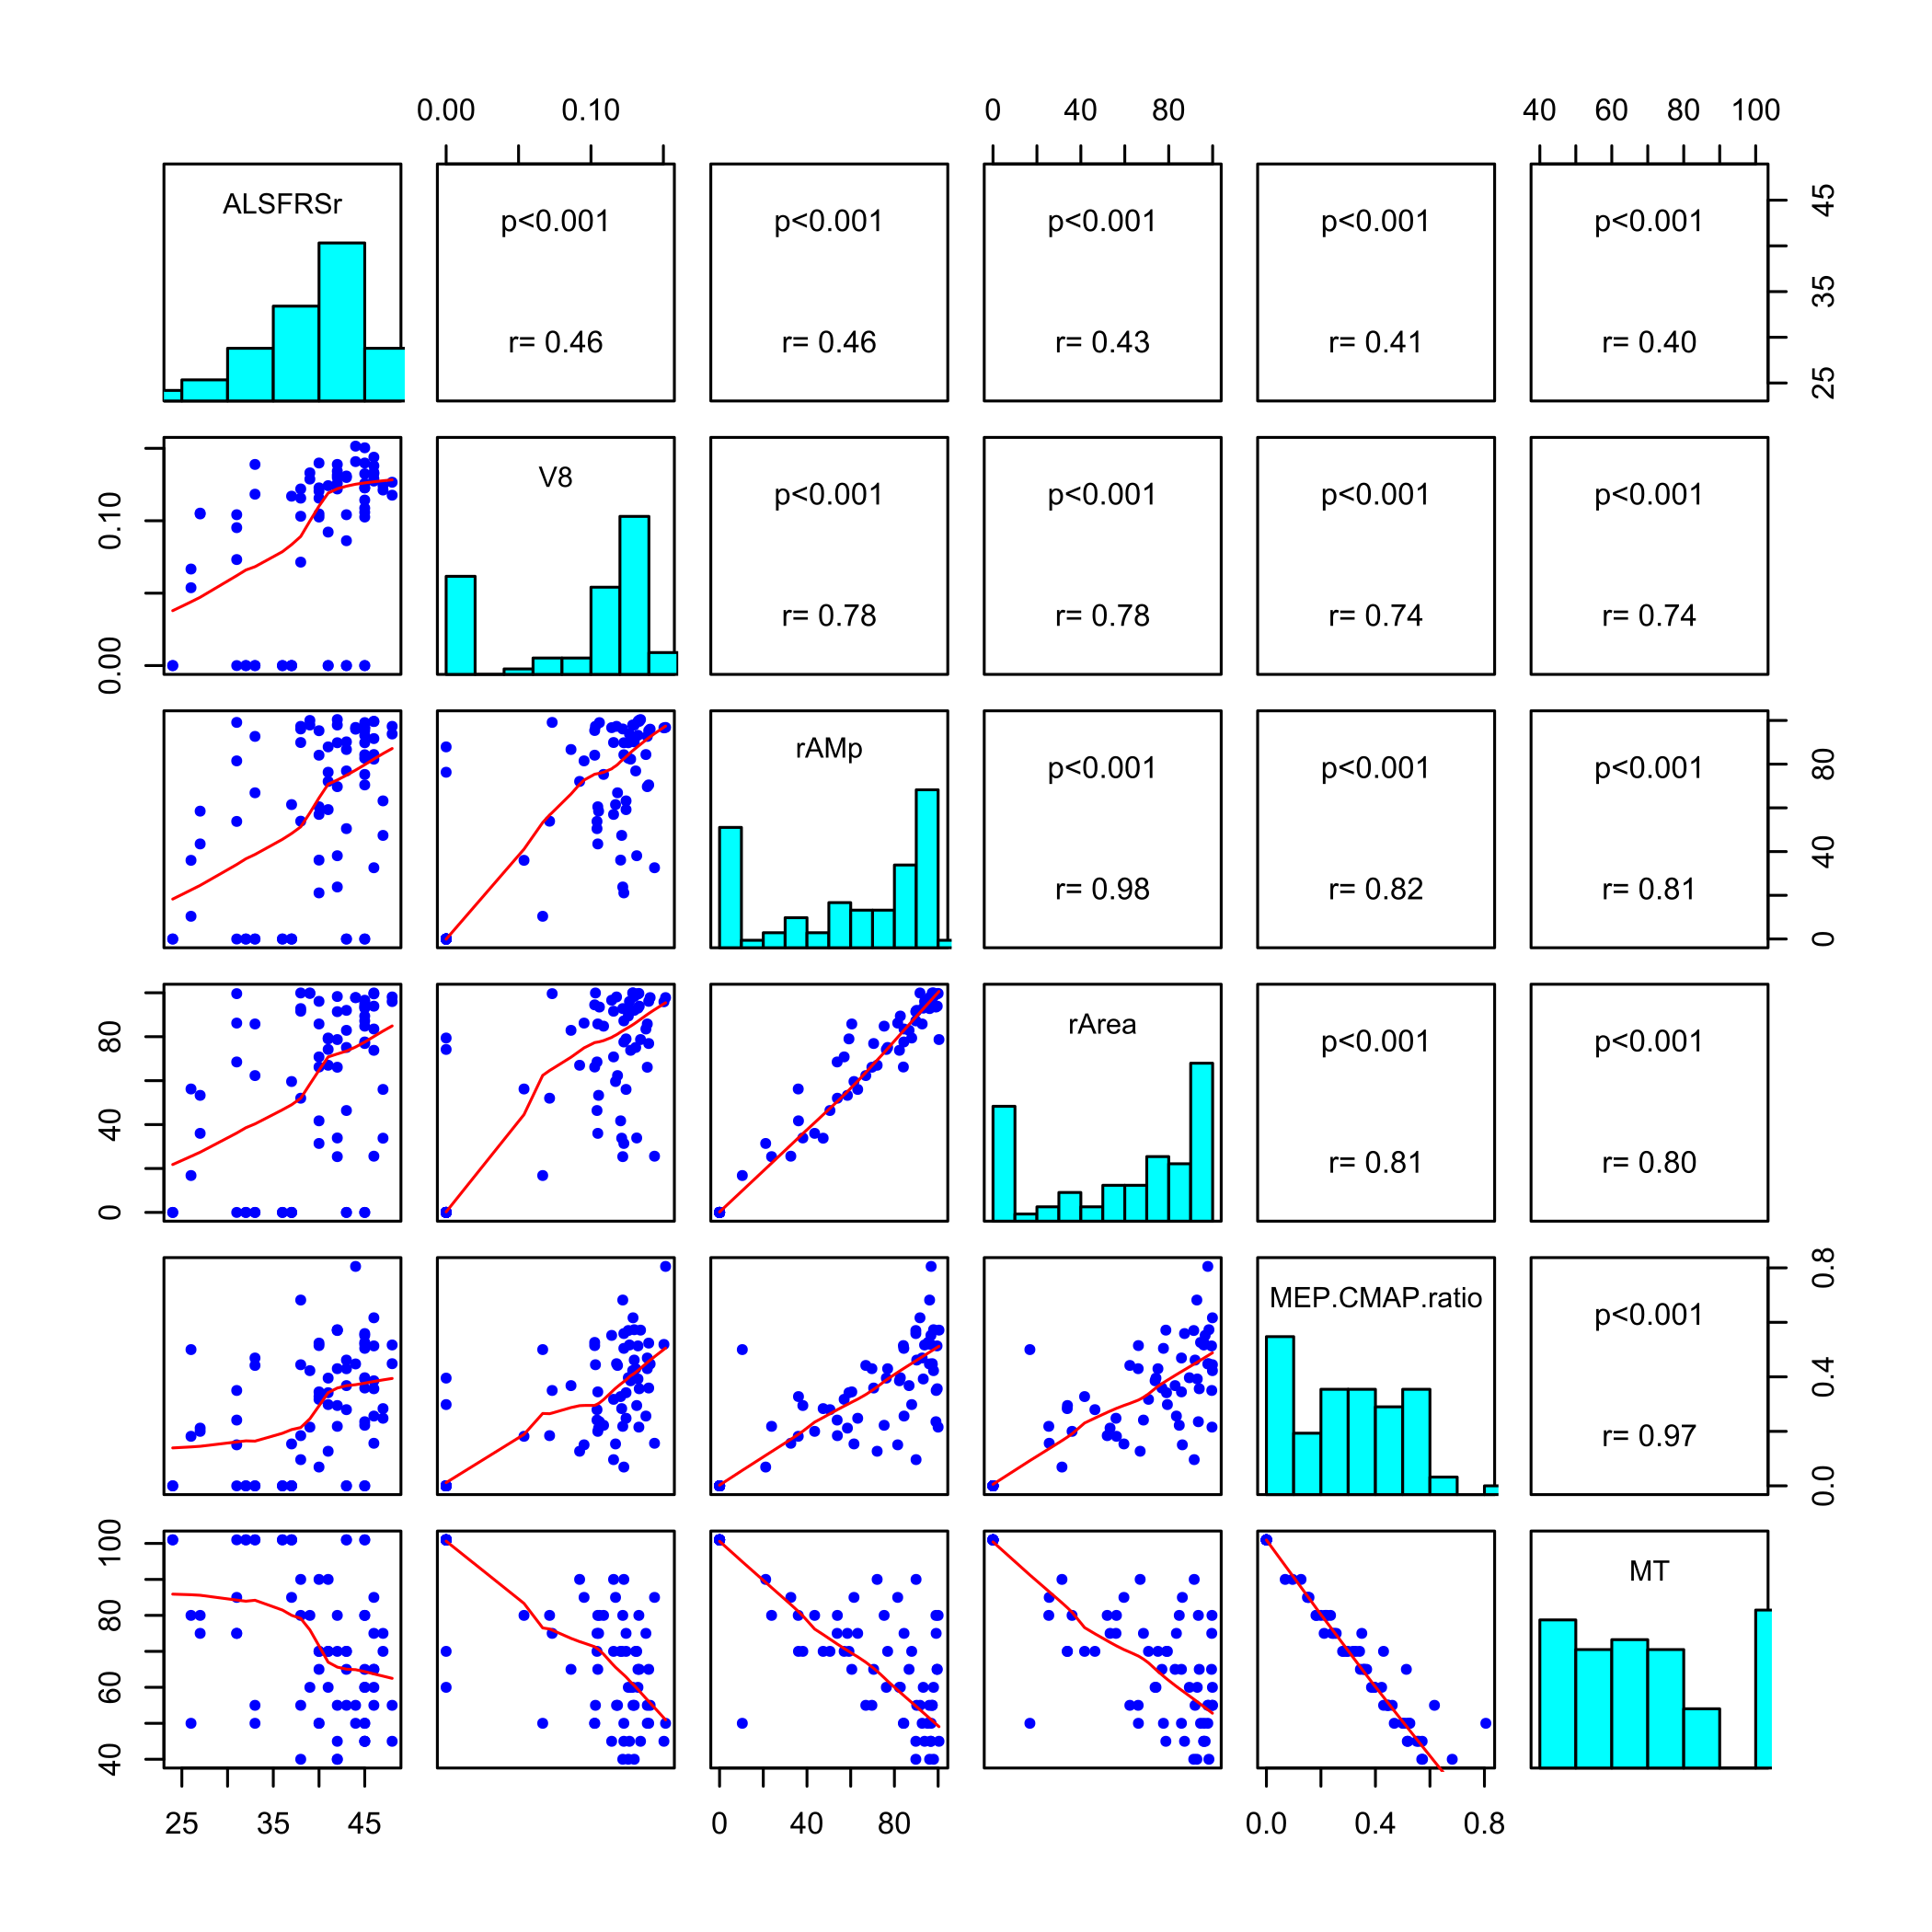 0.00 0.10 0 40 80 40 60 80 100
ALSFRSr p<0.001 p<0.001 p<0.001 p<0.001 p<0.001 45
35
r= 0.46 r= 0.46 r= 0.43 r= 0.41 r= 0.40
25
V8 p<0.001 p<0.001 p<0.001 p<0.001
0.10
r= 0.78 r= 0.78 r= 0.74 r= 0.74
0.00
rAMp p<0.001 p<0.001 p<0.001 80
40
r= 0.98 r= 0.82 r= 0.81
0
80 rArea p<0.001 p<0.001
40
r= 0.81 r= 0.80
0
MEP.CMAP.ratio p<0.001 0.8
0.4
r= 0.97
0.0
100 MT
80
60
40
25 35 45 0 40 80 0.0 0.4 0.8